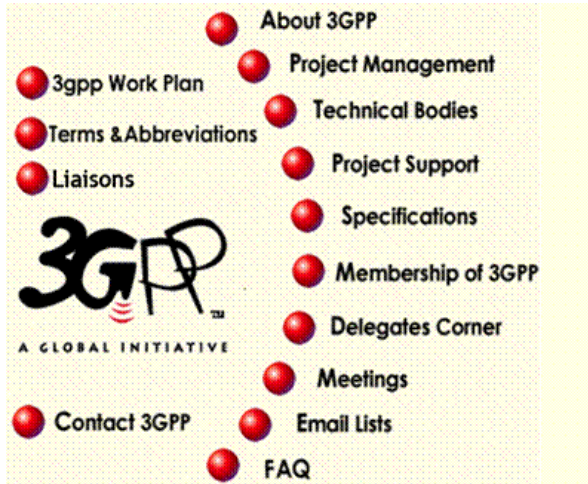 About 3GPP
Project Management
3gpp Work Plan
Technical Bodies
Terms &Abbreviations
Project Support
Liaisons
Specifications
3GPP
TM
Membership of 3GPP
Delegates Corner
A GLOBAL INITIATIVE
Meetings
Contact 3GPP
Email Lists
FAQ